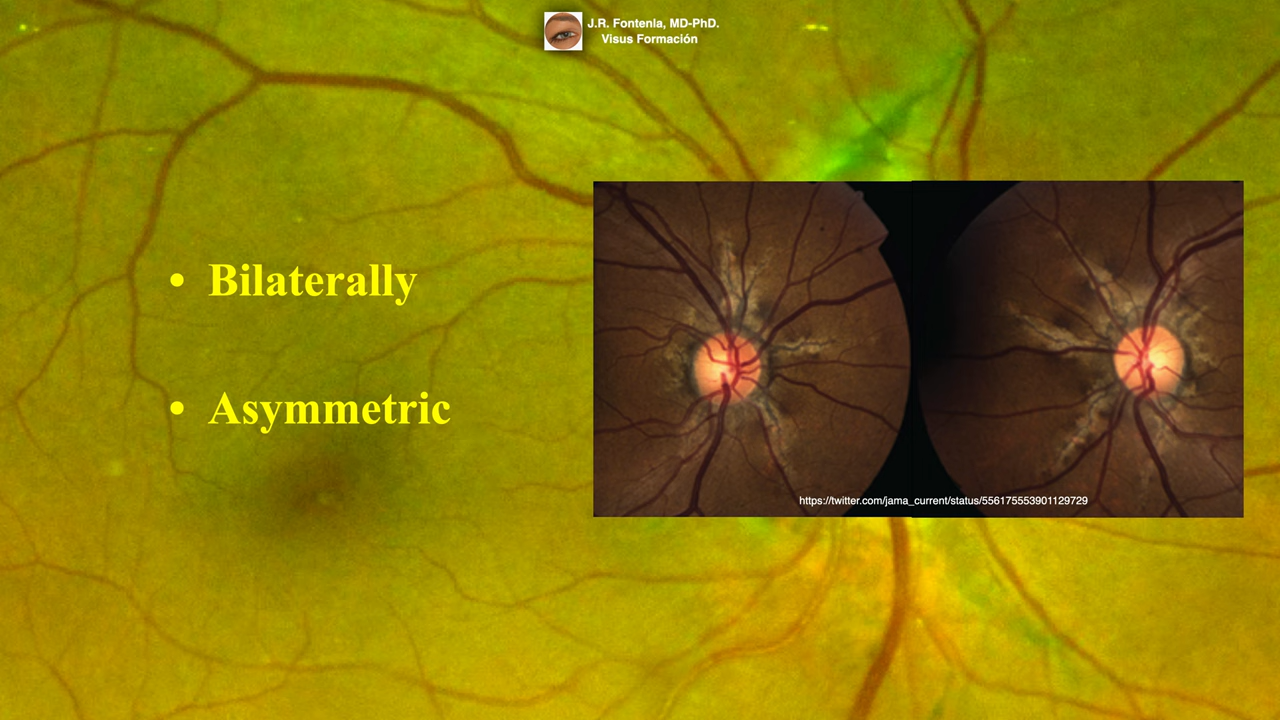 J.R. Fontenla, MD-PhD.
Visus Formación
• Bilaterally
• Asymmetric
https://twitter.com/jama_current/status/556175553901129729